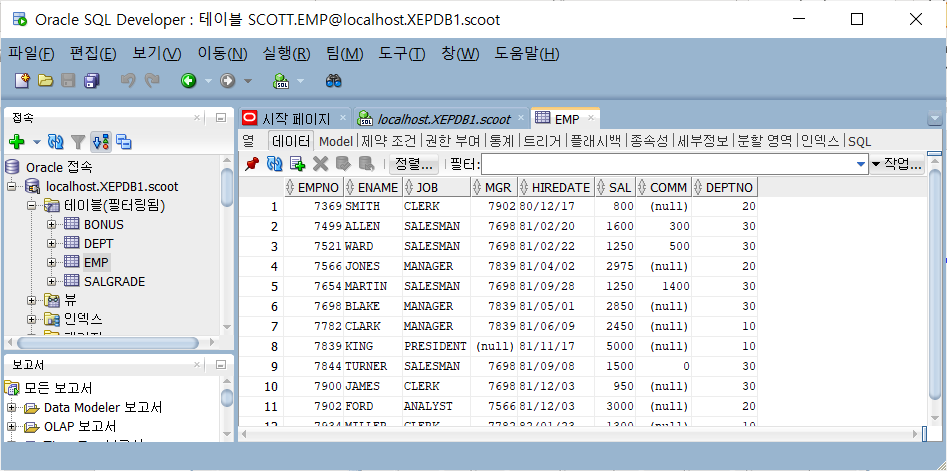 Oracle SQL Developer : 테이블 SCOTT.EMP@localhost.XEPDB1.scoot
파일(F) 편집(E) 보기(V) 이동(N) 실행(R) 팀(M) 도구(T) 창(W) 도움말(H)
접속
Oracle 접속
localhost.XEPDB1.scoot
테이블(필터링됨)
BONUS
DEPT
EMP
SALGRADE
뷰
인덱스
보고서
모든 보고서
Data Modeler 보고서
OLAP 보고서
시작 페이지 localhost.XEPDB1.scoot EMP
열 데이터 Model 제약 조건 권한 부여 통계 트리거 플래시백 종속성 세부정보 분할 영역 인덱스 SQL
정렬... 필터: 작업...
EMPNO ENAME JOB MGR HIREDATE SAL COMM DEPTNO
1 7369 SMITH CLERK 7902 80/12/17 800 (null) 20
2 7499 ALLEN SALESMAN 7698 81/02/20 1600 300 30
3 7521 WARD SALESMAN 7698 81/02/22 1250 500 30
4 7566 JONES MANAGER 7839 81/04/02 2975 (null) 20
5 7654 MARTIN SALESMAN 7698 81/09/28 1250 1400 30
6 7698 BLAKE MANAGER 7839 81/05/01 2850 (null) 30
7 7782 CLARK MANAGER 7839 81/06/09 2450 (null) 10
8 7839 KING PRESIDENT (null) 81/11/17 5000 (null) 10
9 7844 TURNER SALESMAN 7698 81/09/08 1500 0 30
10 7900 JAMES CLERK 7698 81/12/03 950 (null) 30
11 7902 FORD ANALYST 7566 81/12/03 3000 (null) 20
12 7934 MILLER CLERK 7782 82/01/23 1300 (null) 10